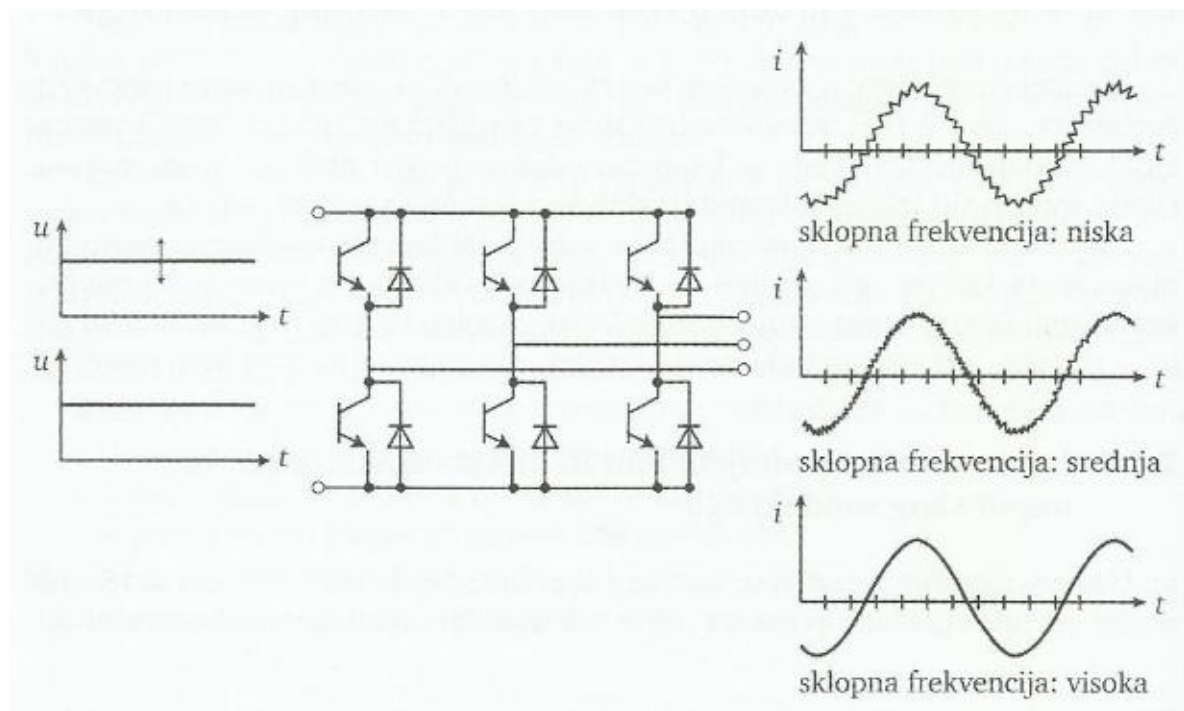 i
t
sklopna frekvencija: niska
u
t
i
t
sklopna frekvencija: srednja
u
t
i
t
sklopna frekvencija: visoka